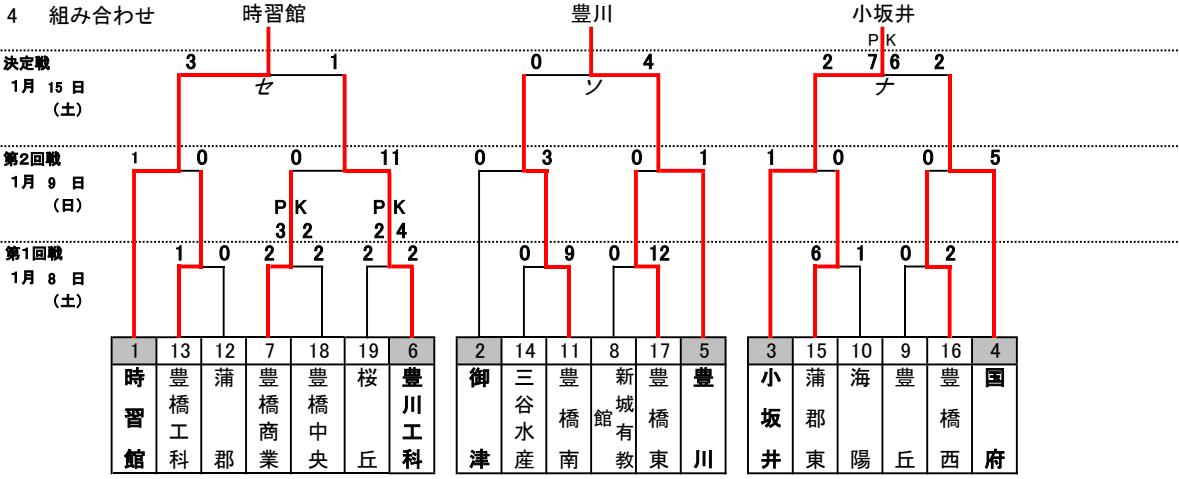 4 組み合わせ 時習館 豊川 小坂井
P K
決定戦 3 1 0 4 2 7 6 2
1月 15 日 セ ソ ナ
（土）
第2回戦 1 0 0 11 0 3 0 1 1 0 0 5
1月 9 日
（日）
P K P K
3 2 2 4
第1回戦 1 0 2 2 2 2 0 9 0 12 6 1 0 2
1月 8 日
（土）
1 13 12 7 18 19 6 2 14 11 8 17 5 3 15 10 9 16 4
時習館
豊橋工科
蒲郡
豊橋商業
豊橋中央
桜丘
豊川工科
御津
三谷水産
豊橋南
新城有教館
豊橋東
豊川
小坂井
蒲郡東
海陽
豊丘
豊橋西
国府